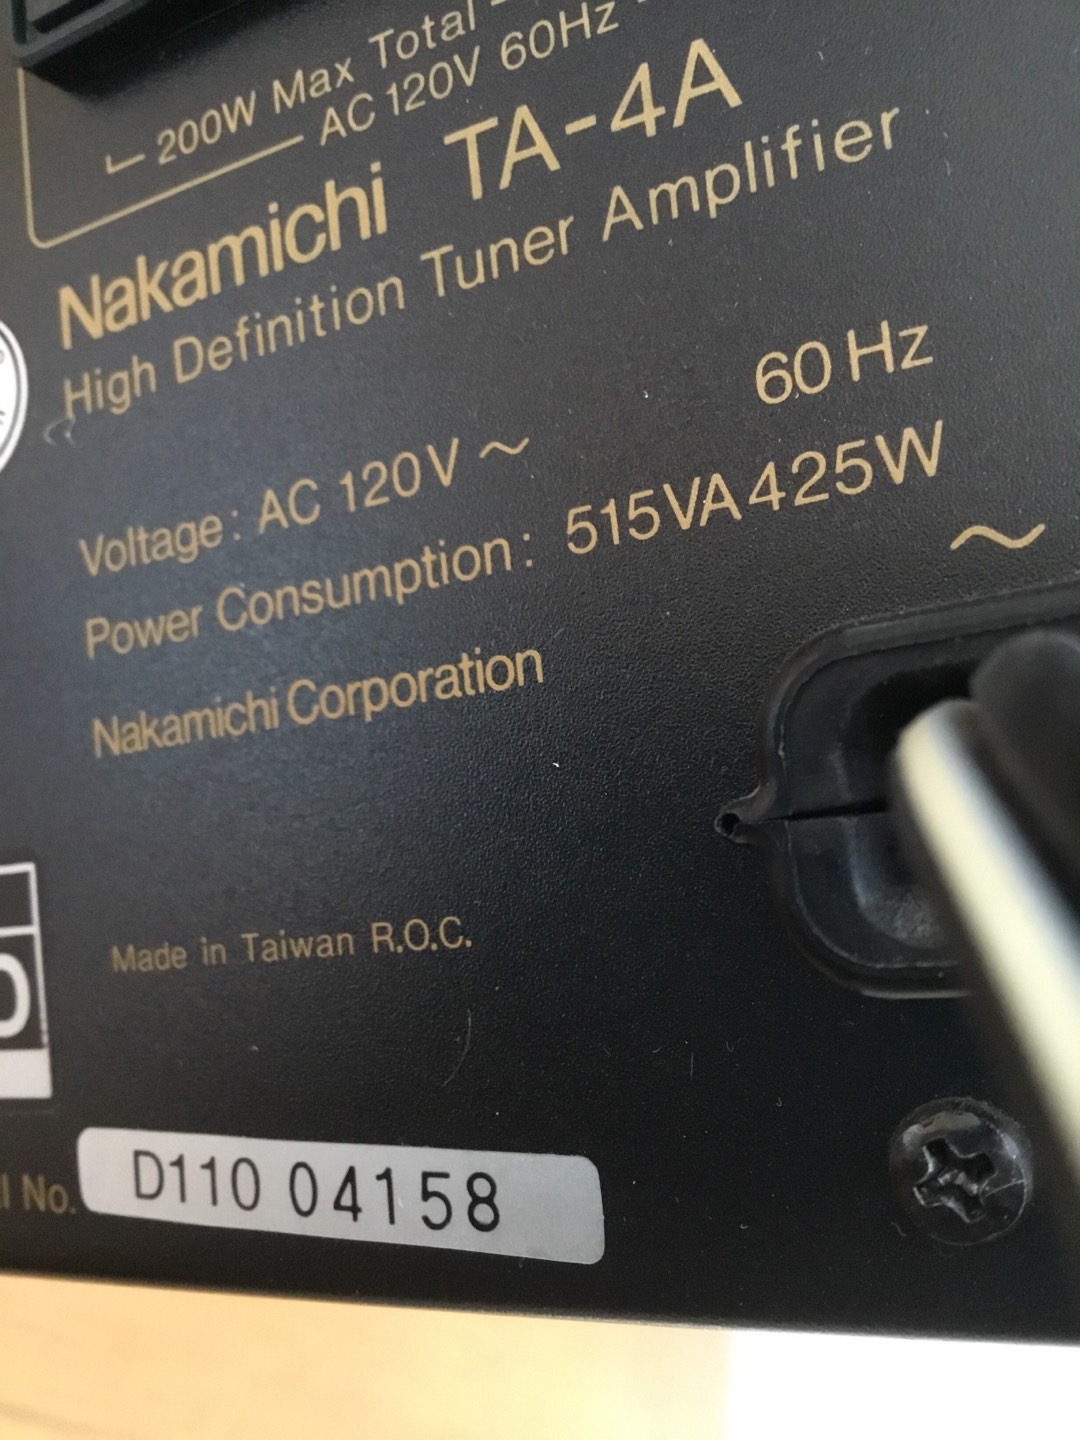 200W Max Total
AC 120V 60Hz
Nakamichi TA-4A
High Definition Tuner Amplifier
Voltage: AC 120V ~ 60 Hz
Power Consumption: 515VA 425W
~
Nakamichi Corporation
Made in Taiwan R.O.C.
No. D110 04158